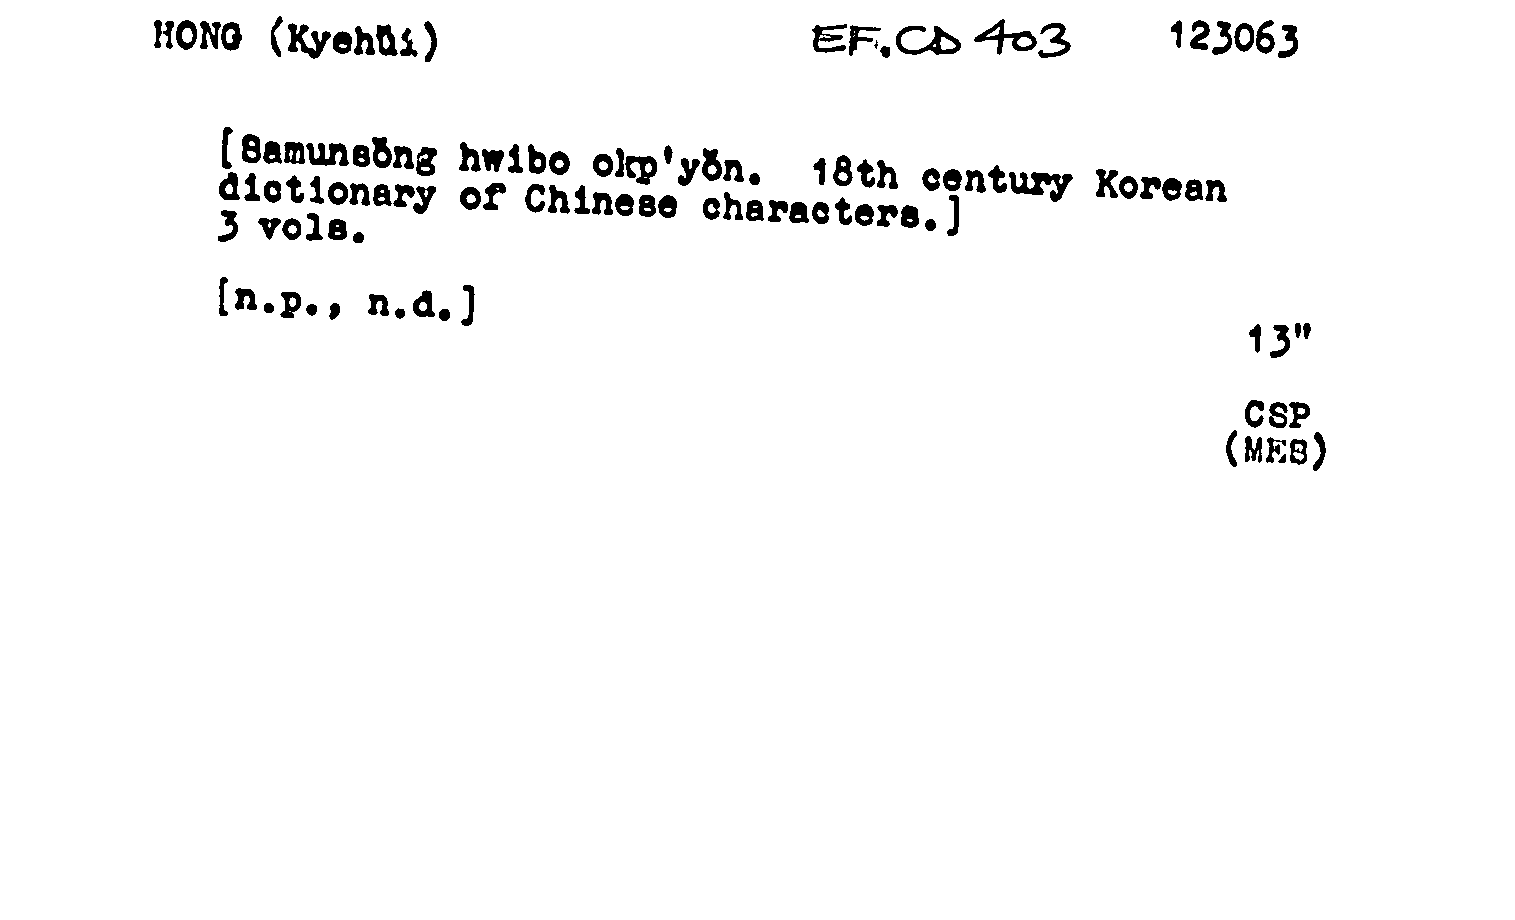 HONG (Kyehŭi) EF.CD 403 123063
[Samunsŏng hwibo okp'yŏn. 18th century Korean
dictionary of Chinese characters.]
3 vols.
[n.p., n.d.]
13"
CSP
(MES)